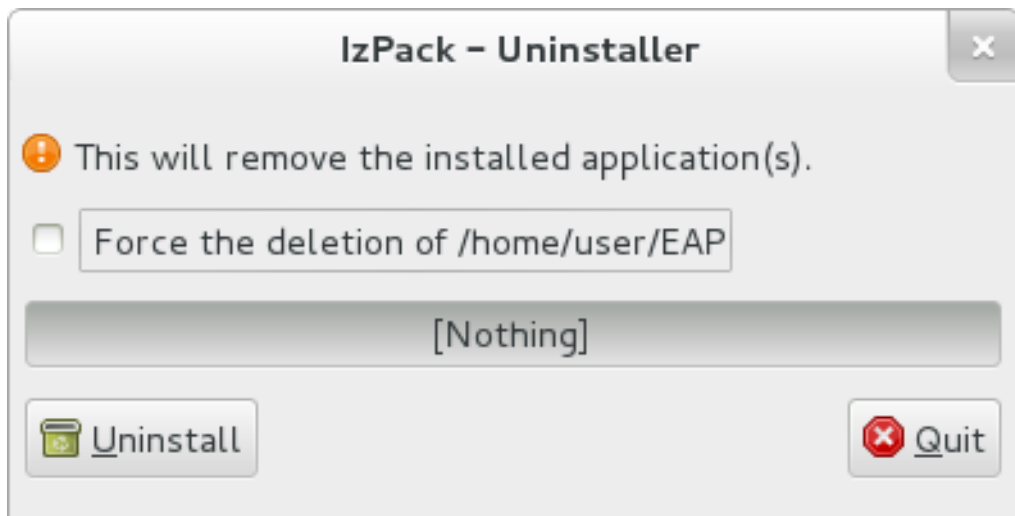 IzPack - Uninstaller
This will remove the installed application(s).
Force the deletion of /home/user/EAP
[Nothing]
Uninstall
Quit